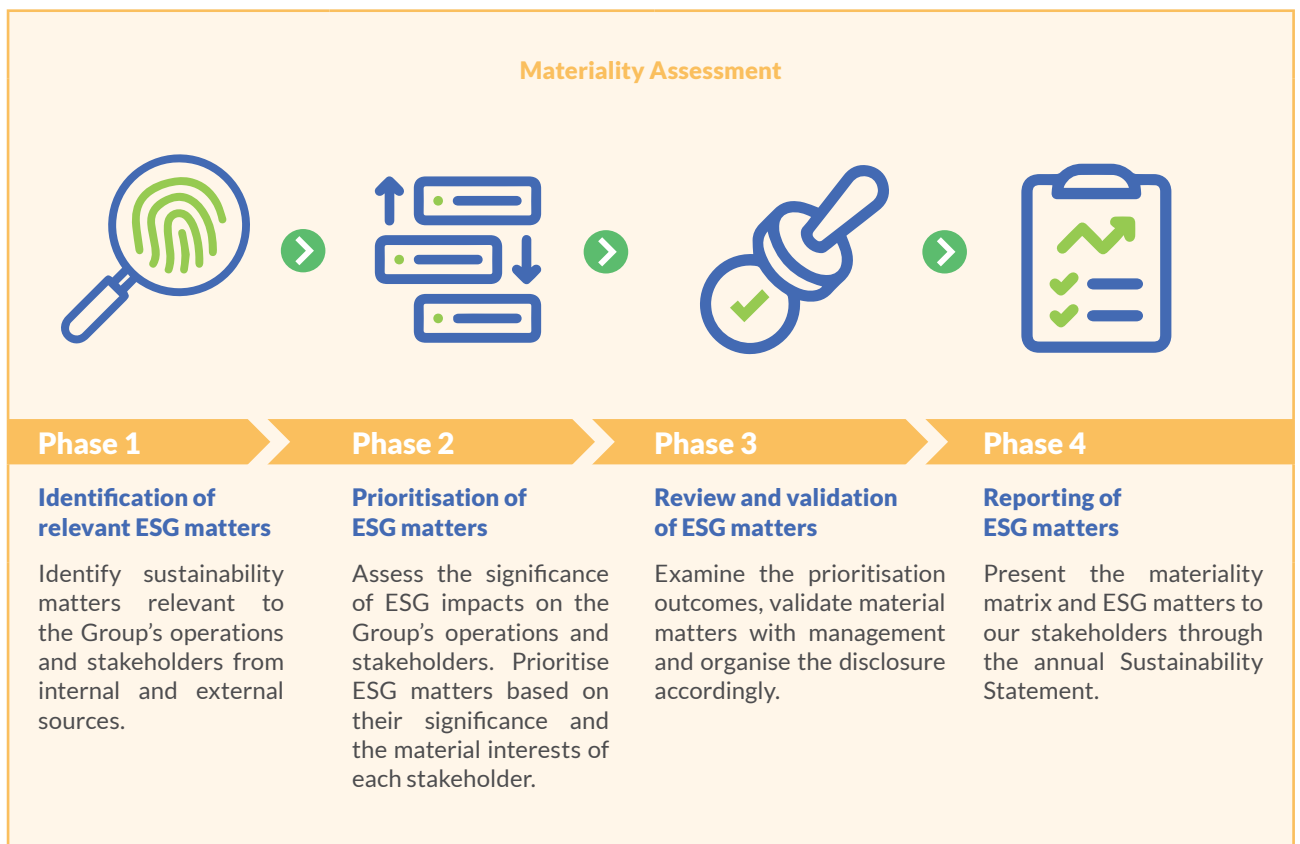 Materiality Assessment
Phase 1
Identification of
relevant ESG matters
Identify sustainability
matters relevant to
the Group’s operations
and stakeholders from
internal and external
sources.
Phase 2
Prioritisation of
ESG matters
Assess the significance
of ESG impacts on the
Group’s operations and
stakeholders. Prioritise
ESG matters based on
their significance and
the material interests of
each stakeholder.
Phase 3
Review and validation
of ESG matters
Examine the prioritisation
outcomes, validate material
matters with management
and organise the disclosure
accordingly.
Phase 4
Reporting of
ESG matters
Present the materiality
matrix and ESG matters to
our stakeholders through
the annual Sustainability
Statement.